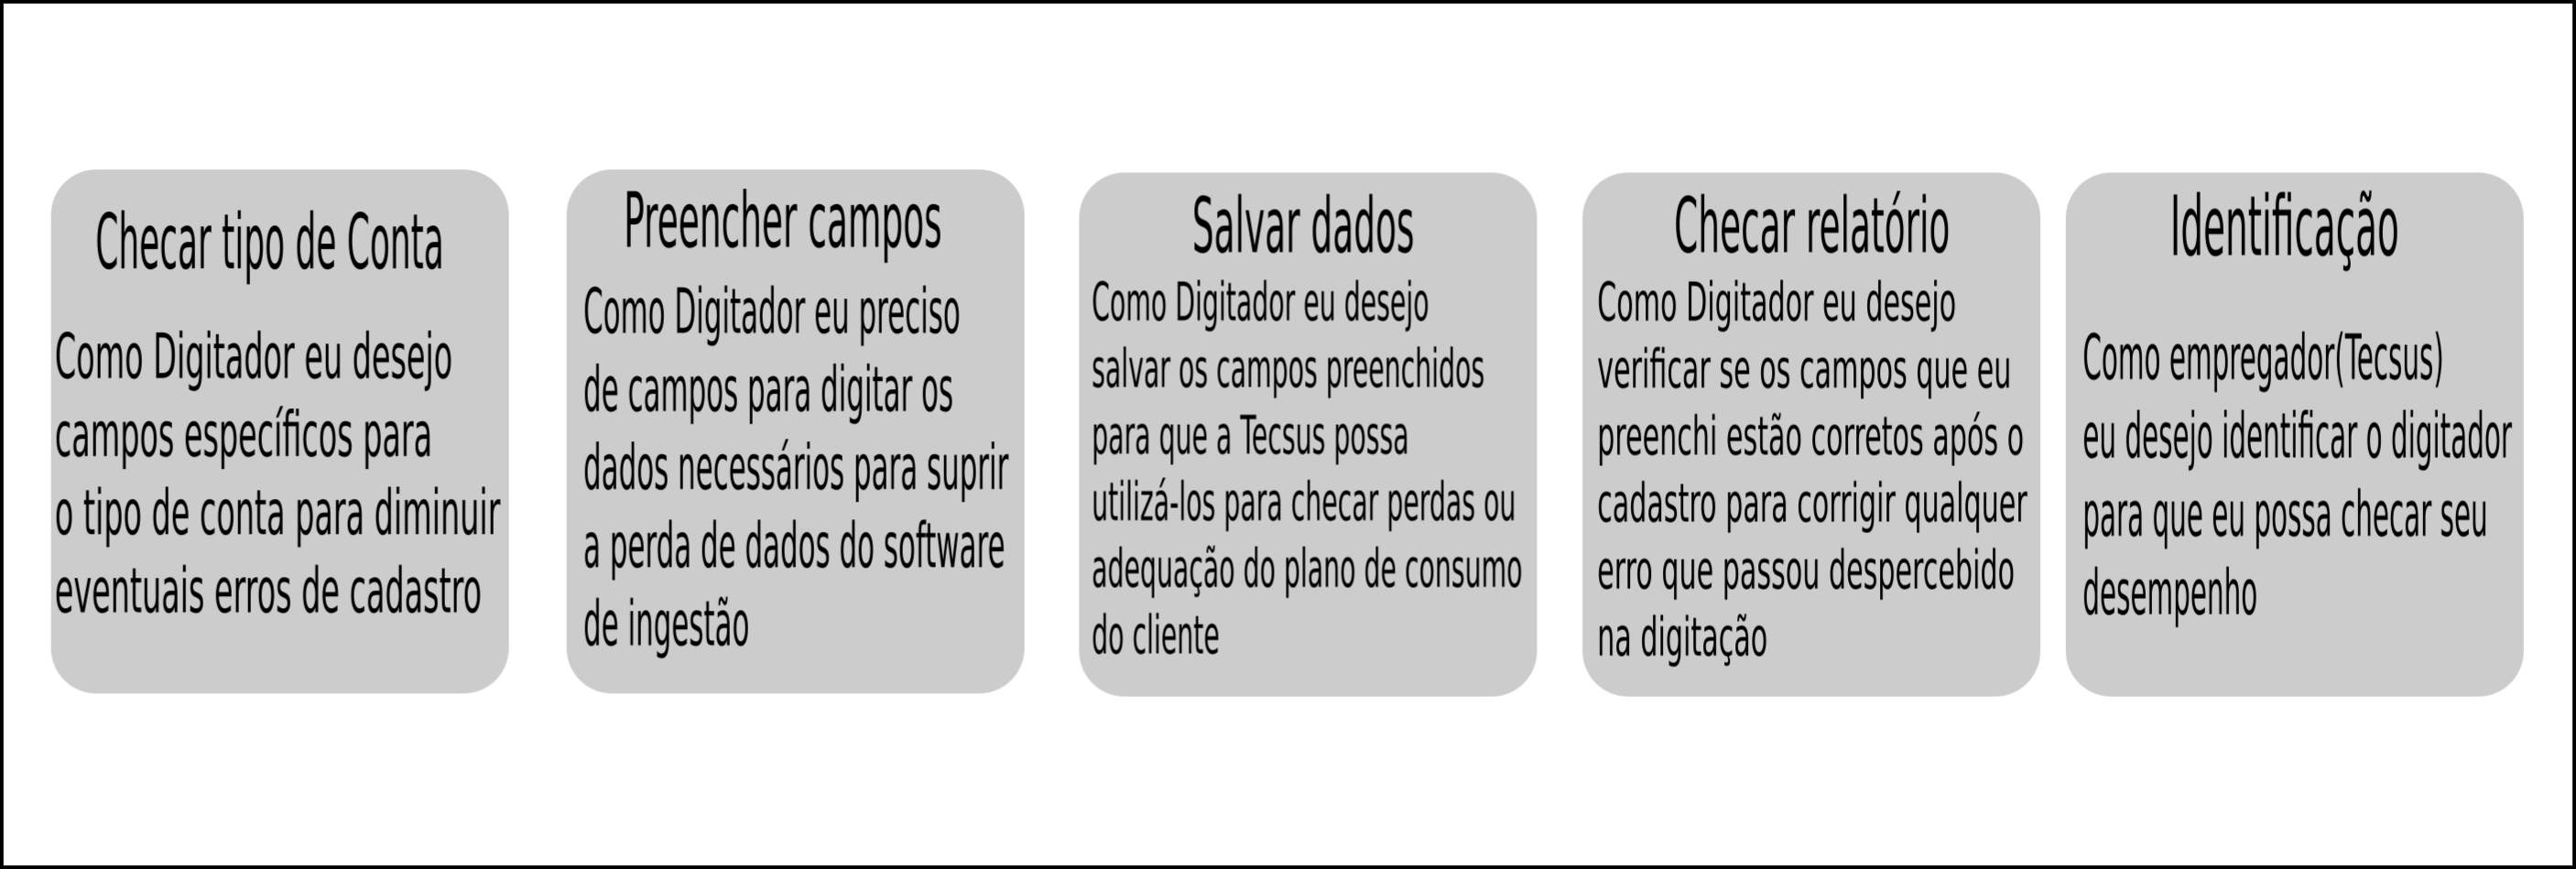 Checar tipo de Conta
Como Digitador eu desejo
campos específicos para
o tipo de conta para diminuir
eventuais erros de cadastro
Preencher campos
Como Digitador eu preciso
de campos para digitar os
dados necessários para suprir
a perda de dados do software
de ingestão
Salvar dados
Como Digitador eu desejo
salvar os campos preenchidos
para que a Tecsus possa
utilizá-los para checar perdas ou
adequação do plano de consumo
do cliente
Checar relatório
Como Digitador eu desejo
verificar se os campos que eu
preenchi estão corretos após o
cadastro para corrigir qualquer
erro que passou despercebido
na digitação
Identificação
Como empregador(Tecsus)
eu desejo identificar o digitador
para que eu possa checar seu
desempenho